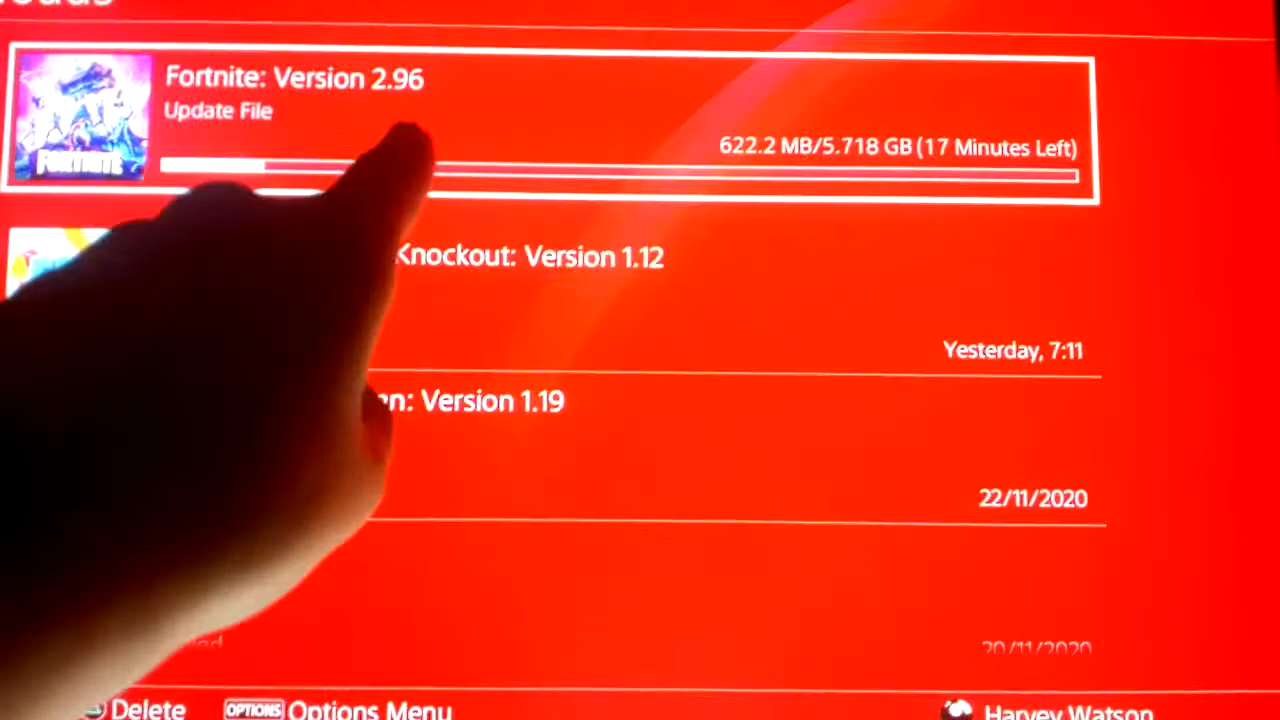 Fortnite: Version 2.96
Update File
622.2 MB/5.718 GB (17 Minutes Left)
FORTNITE
Knockout: Version 1.12
Yesterday, 7:11
Version 1.19
22/11/2020
20/11/2020
Delete
OPTIONS Options Menu
Harvey Watson